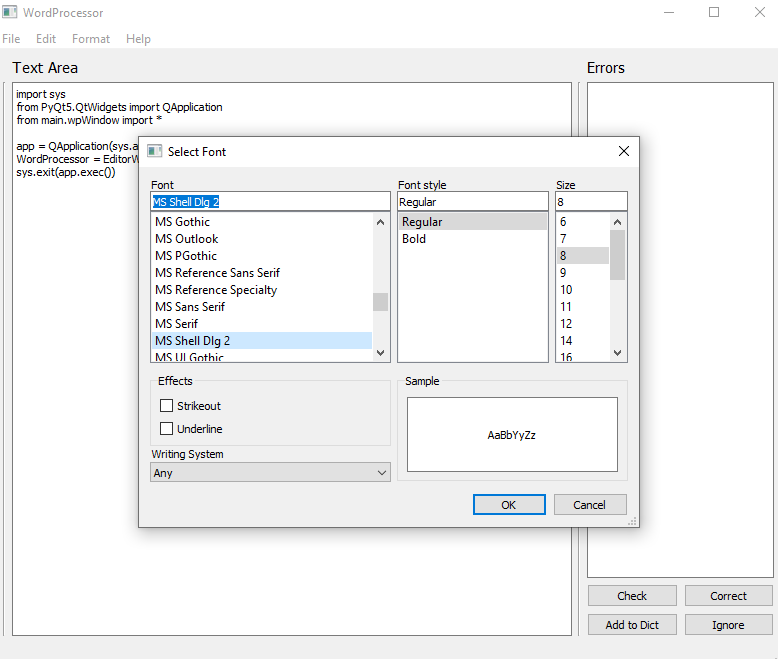 WordProcessor
File Edit Format Help
Text Area
Errors
import sys
from PyQt5.QtWidgets import QApplication
from main.wpWindow import *
app = QApplication(sys.a
WordProcessor = EditorW
sys.exit(app.exec())
Select Font
Font
MS Shell Dlg 2
MS Gothic
MS Outlook
MS PGothic
MS Reference Sans Serif
MS Reference Specialty
MS Sans Serif
MS Serif
MS Shell Dlg 2
MS UI Gothic
Font style
Regular
Regular
Bold
Size
8
6
7
8
9
10
11
12
14
16
Effects
Strikeout
Underline
Writing System
Any
Sample
AaBbYyZz
OK Cancel
Check Correct
Add to Dict Ignore